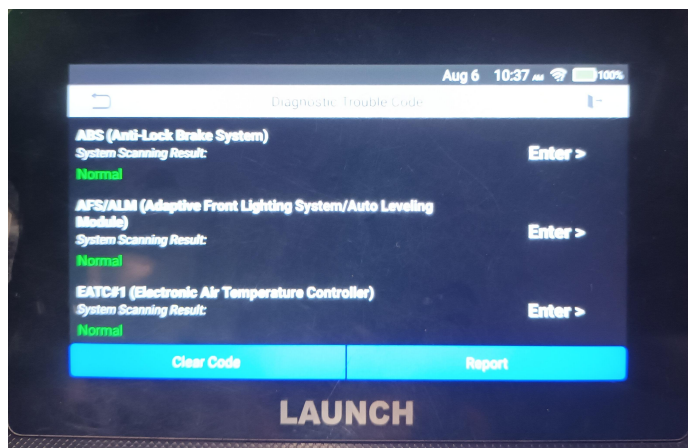 Aug 6 10:37 AM 100%
Diagnostic Trouble Code
ABS (Anti-Lock Brake System)
System Scanning Result:
Enter >
Normal
AFS/ALM (Adaptive Front Lighting System/Auto Leveling
Module)
System Scanning Result:
Enter >
Normal
EATC#1 (Electronic Air Temperature Controller)
System Scanning Result:
Enter >
Normal
Clear Code
Report
LAUNCH